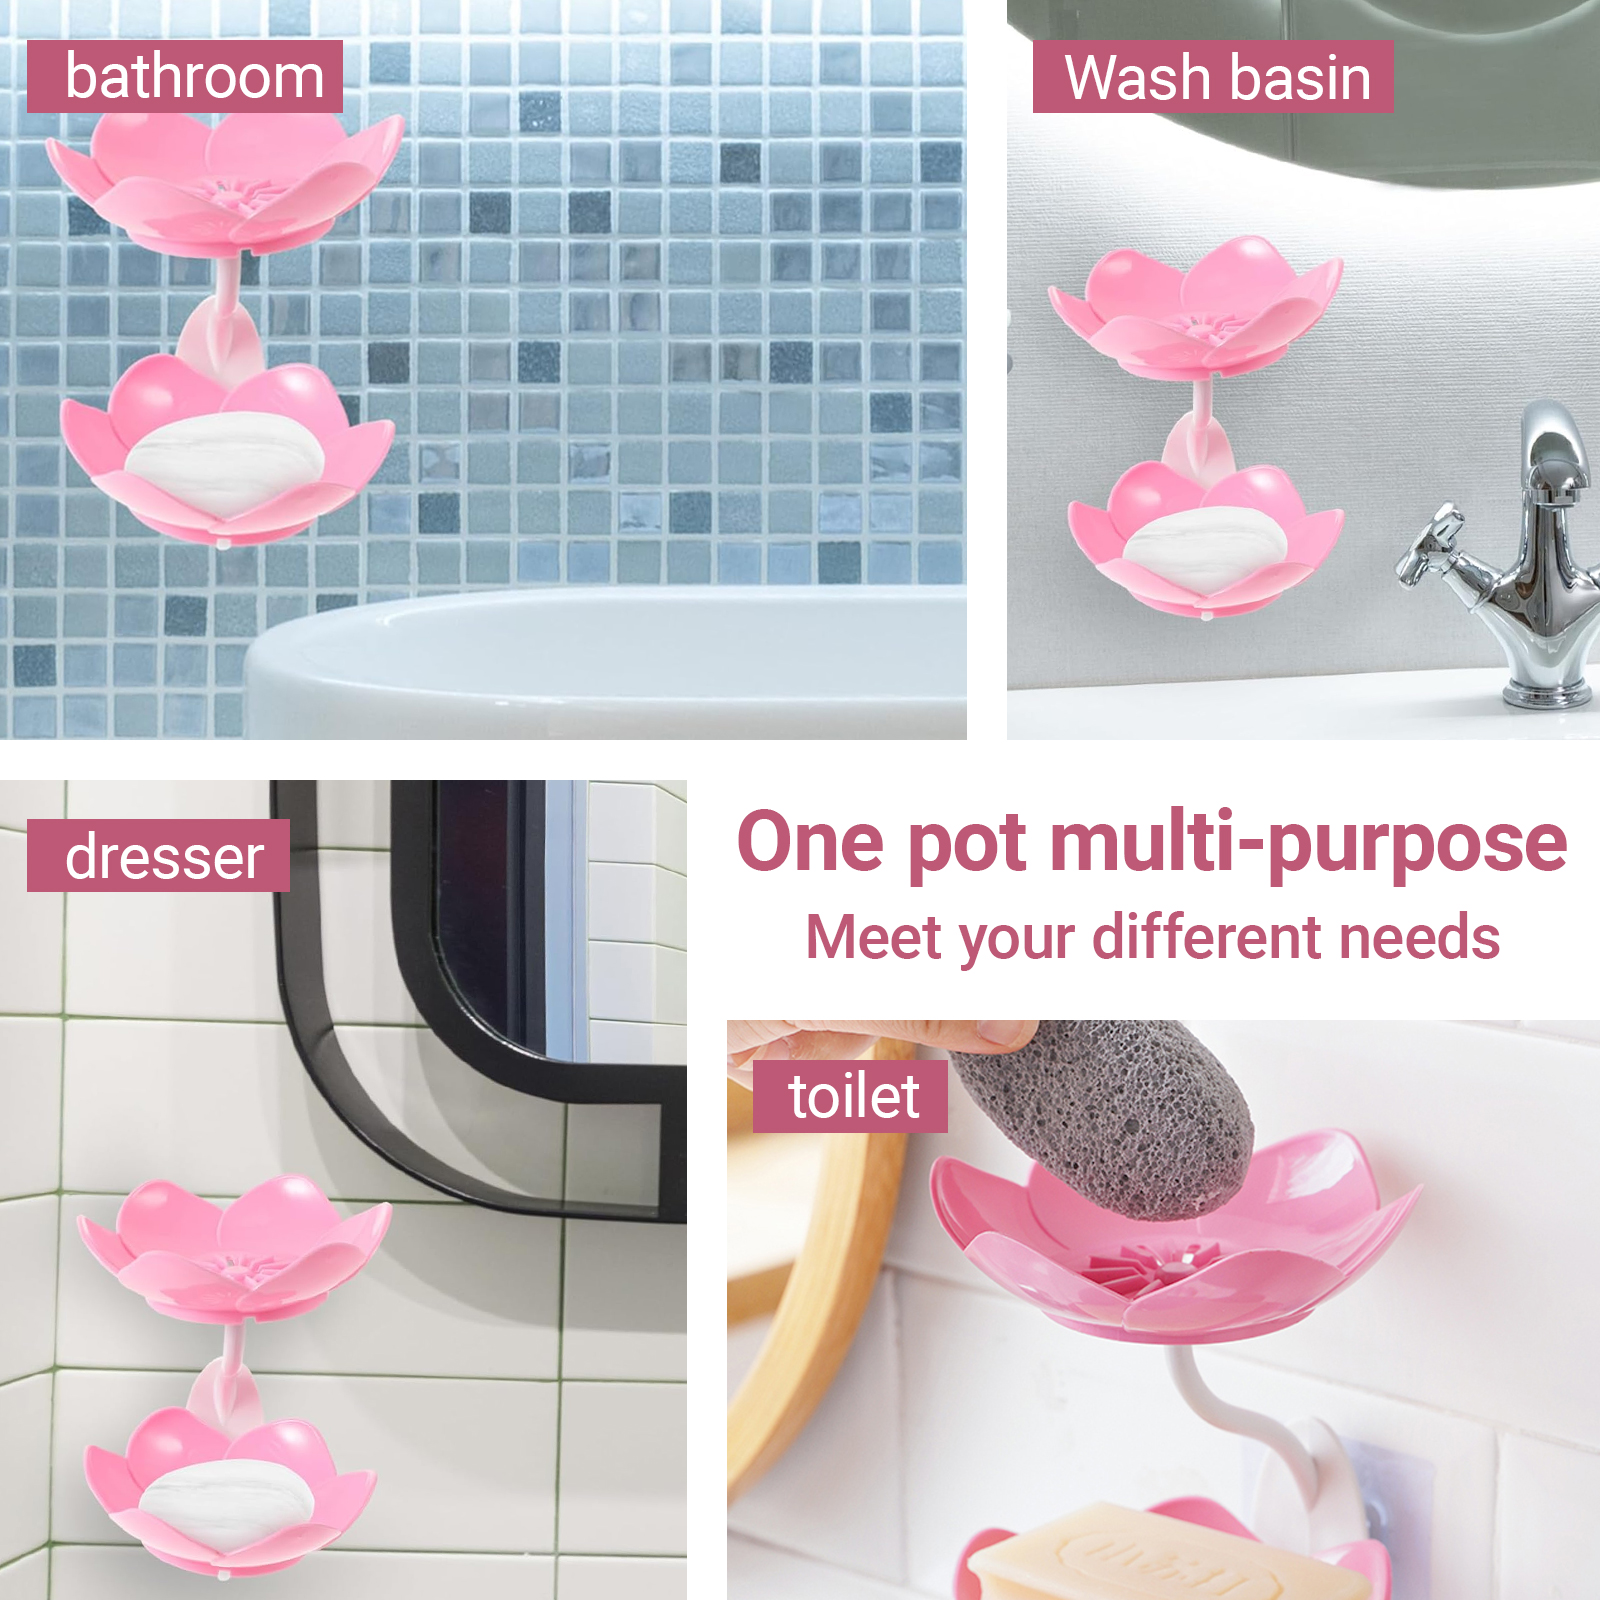 bathroom
Wash basin
dresser
One pot multi-purpose
Meet your different needs
toilet